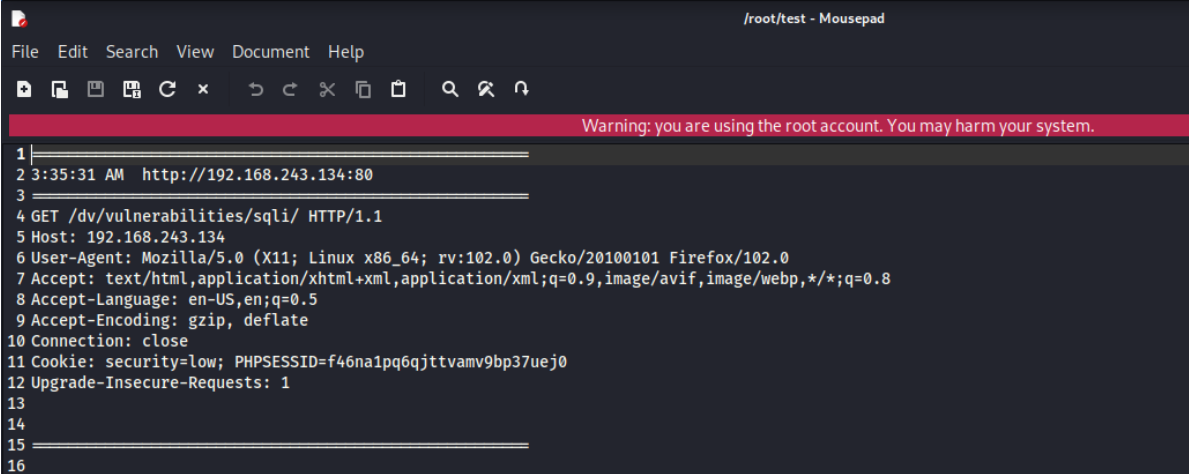 /root/test - Mousepad
File Edit Search View Document Help
Warning: you are using the root account. You may harm your system.
1 ======================================================
2 3:35:31 AM  http://192.168.243.134:80
3 ======================================================
4 GET /dv/vulnerabilities/sqli/ HTTP/1.1
5 Host: 192.168.243.134
6 User-Agent: Mozilla/5.0 (X11; Linux x86_64; rv:102.0) Gecko/20100101 Firefox/102.0
7 Accept: text/html,application/xhtml+xml,application/xml;q=0.9,image/avif,image/webp,*/*;q=0.8
8 Accept-Language: en-US,en;q=0.5
9 Accept-Encoding: gzip, deflate
10 Connection: close
11 Cookie: security=low; PHPSESSID=f46na1pq6qjttvamv9bp37uej0
12 Upgrade-Insecure-Requests: 1
13
14
15 ======================================================
16